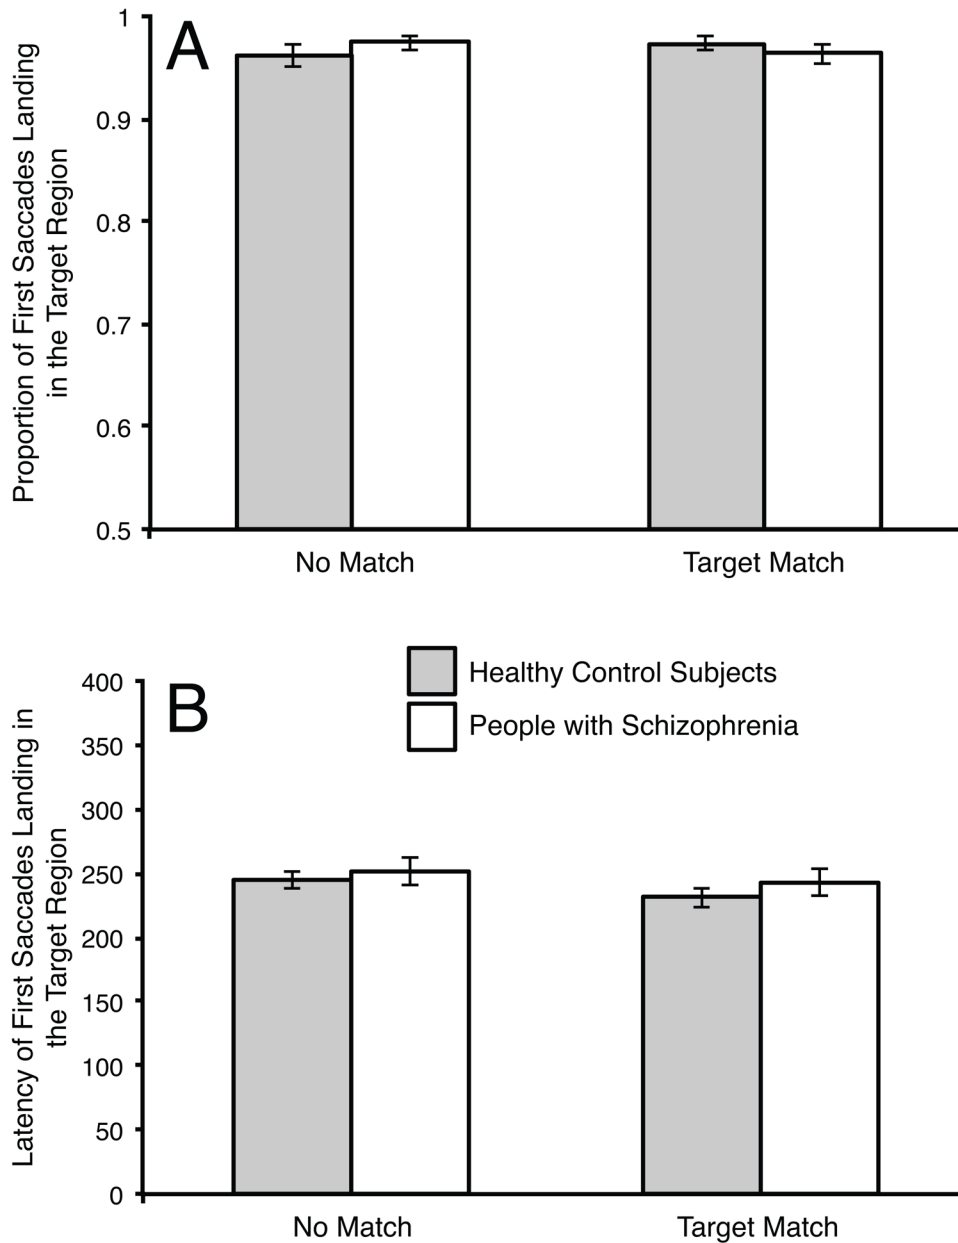 A
Proportion of First Saccades Landing
in the Target Region
1
0.9
0.8
0.7
0.6
0.5
No Match
Target Match
B
Healthy Control Subjects
People with Schizophrenia
Latency of First Saccades Landing in
the Target Region
400
350
300
250
200
150
100
50
0
No Match
Target Match